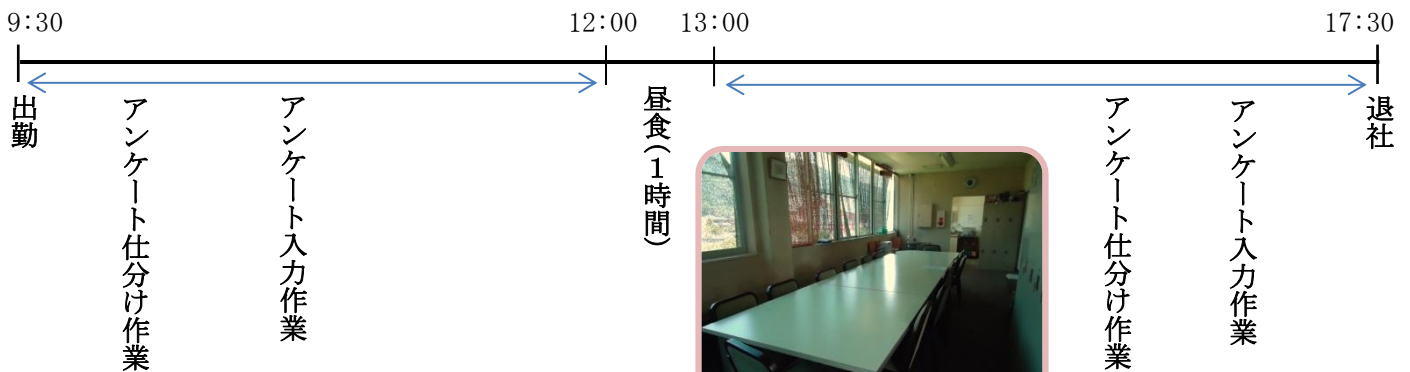 9:30
12:00
13:00
17:30
出勤
アンケート仕分け作業
アンケート入力作業
昼食(1時間)
アンケート仕分け作業
アンケート入力作業
退社